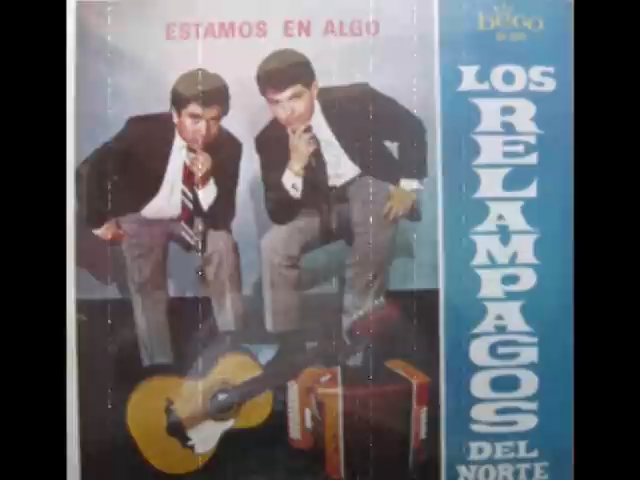 ESTAMOS EN ALGO
bego
LOS
RELAMPAGOS
DEL
NORTE